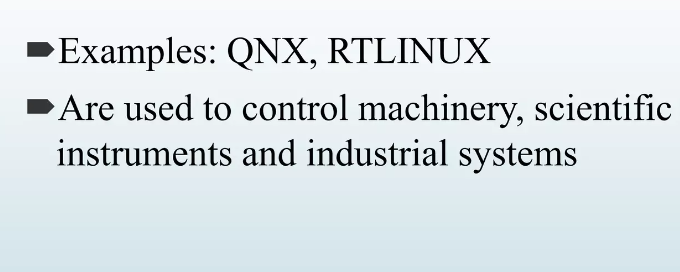 Examples: QNX, RTLINUX
Are used to control machinery, scientific
instruments and industrial systems